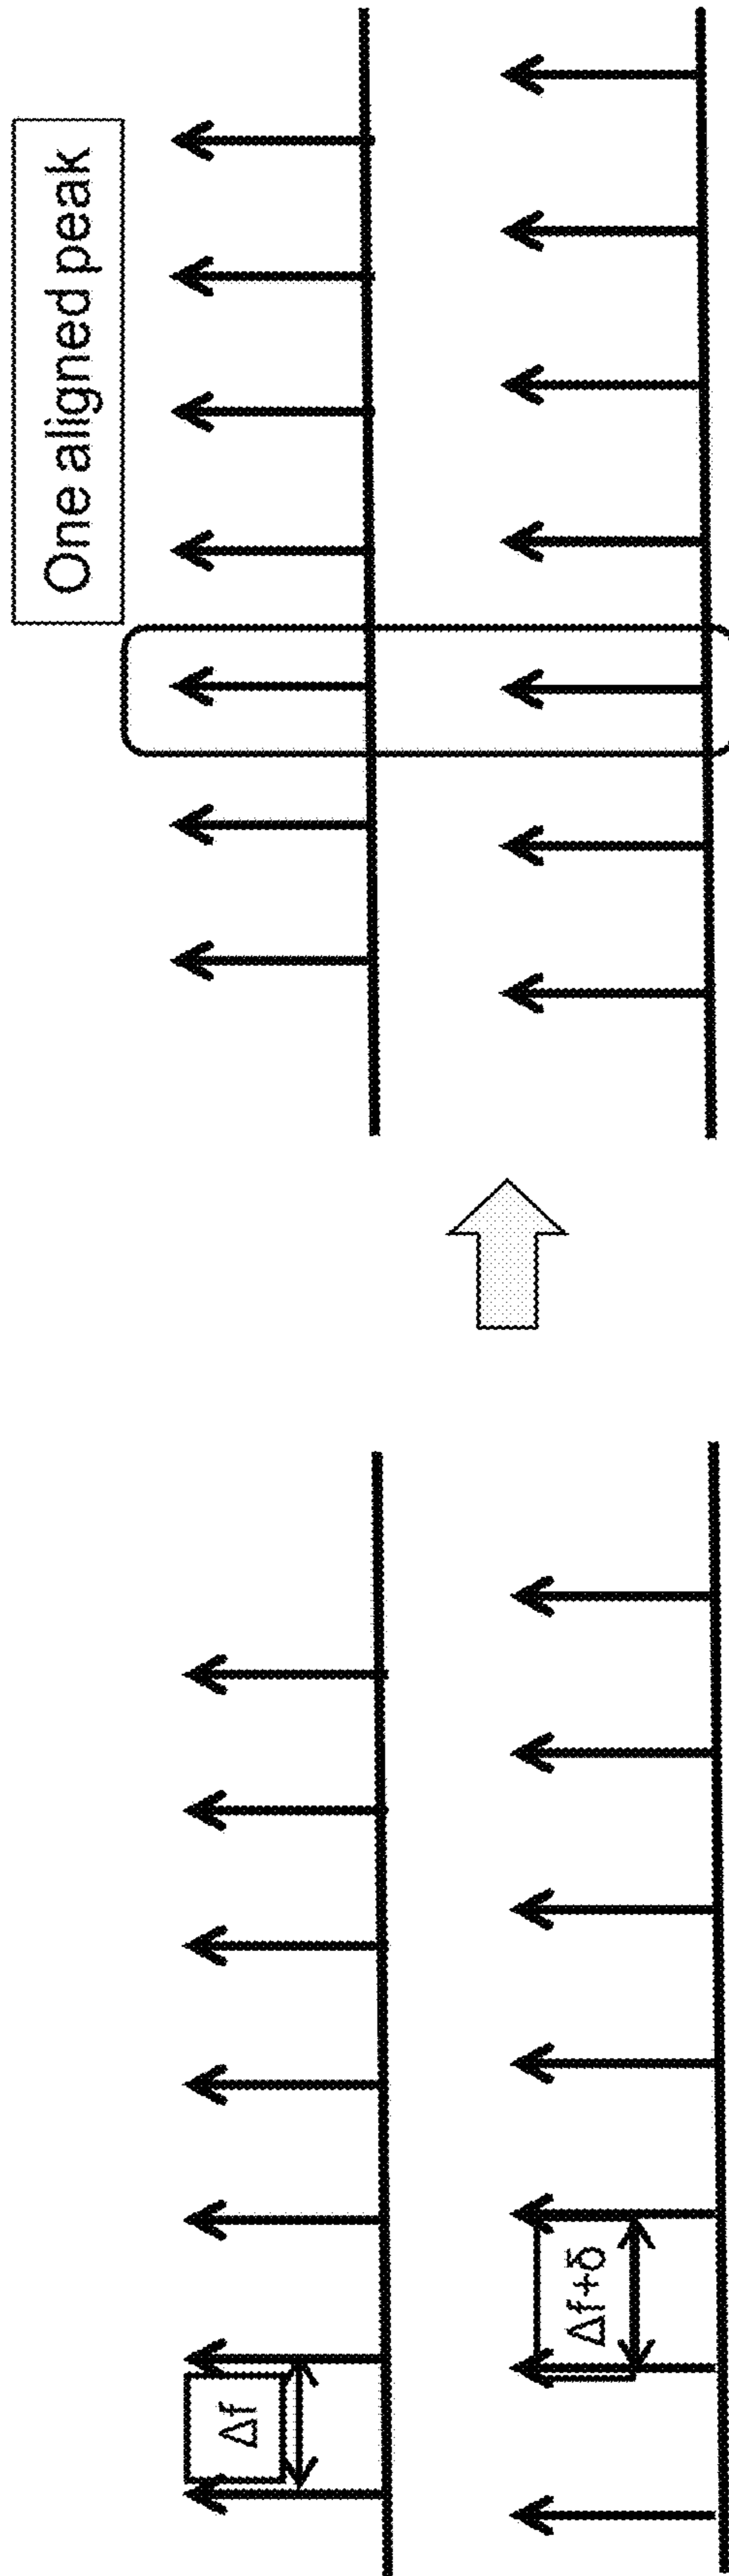 Δf
Δf+δ
One aligned peak